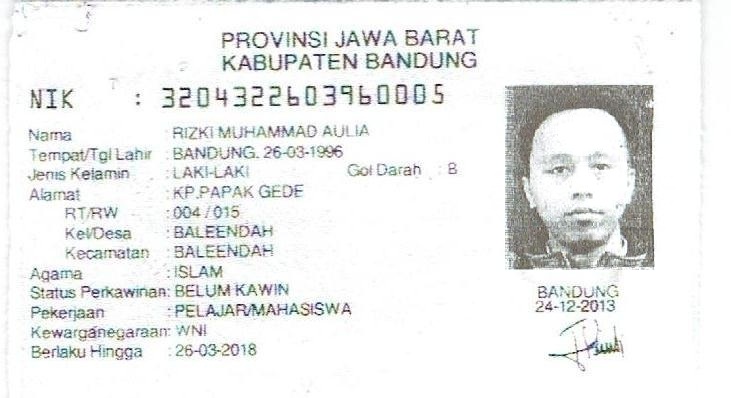 PROVINSI JAWA BARAT
KABUPATEN BANDUNG
NIK : 3204322603960005
Nama : RIZKI MUHAMMAD AULIA
Tempat/Tgl Lahir : BANDUNG. 26-03-1996
Jenis Kelamin : LAKI-LAKI Gol Darah : B
Alamat : KP.PAPAK GEDE
RT/RW : 004 / 015
Kel/Desa : BALEENDAH
Kecamatan : BALEENDAH
Agama : ISLAM
Status Perkawinan: BELUM KAWIN
Pekerjaan : PELAJAR/MAHASISWA
Kewarganegaraan: WNI
Berlaku Hingga : 26-03-2018
BANDUNG
24-12-2013